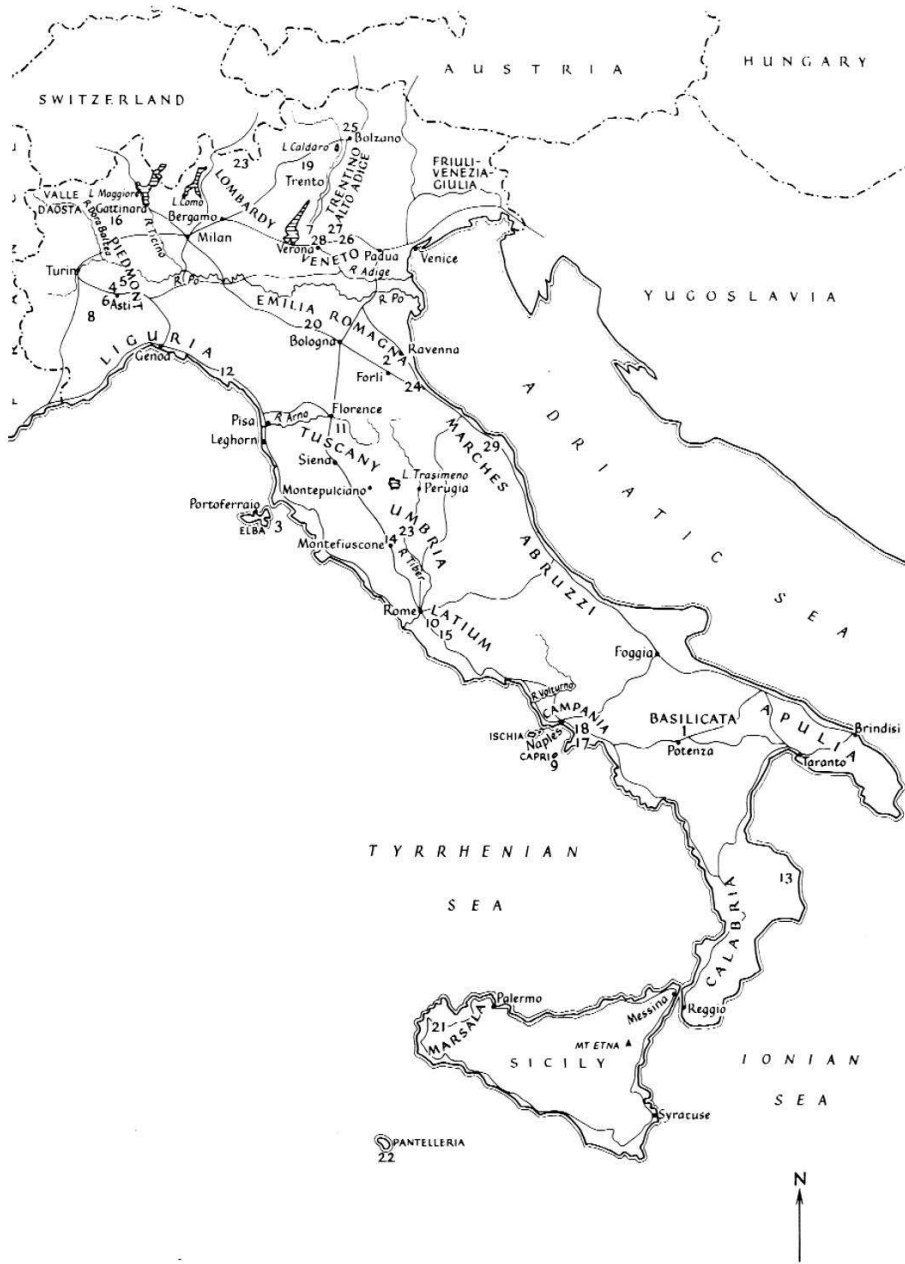 AUSTRIA
HUNGARY
SWITZERLAND
25
Bolzano
L. Caldaro
23
19
Trento
TRENTINO
ALTO ADIGE
FRIULI-
VENEZIA-
GIULIA
LOMBARDY
VALLE
D'AOSTA
L. Maggiore
Gattinara
16
L. Como
Bergamo
R. Dora Baltea
R. Ticino
PIEDMONT
Milan
7
27
28
26
Verona
VENETO
Padua
Venice
R. Adige
Turin
R. Po
R. Po
5
4
6
Asti
8
EMILIA ROMAGNA
YUGOSLAVIA
20
Bologna
LIGURIA
Genoa
12
Ravenna
2
Forli
24
ADRIATIC SEA
Pisa
R. Arno
Florence
11
Leghorn
TUSCANY
MARCHES
29
Siena
L. Trasimeno
Perugia
Montepulciano
Portoferraio
ELBA
3
UMBRIA
23
14
Montefiascone
R. Tiber
ABRUZZI
Rome
10
15
LATIUM
Foggia
R. Volturno
CAMPANIA
ISCHIA
Naples
18
17
CAPRI
9
BASILICATA
1
Potenza
APULIA
Brindisi
Taranto
TYRRHENIAN
SEA
13
CALABRIA
Palermo
Messina
Reggio
21
MARSALA
MT ETNA
SICILY
IONIAN
SEA
Syracuse
PANTELLERIA
22
N